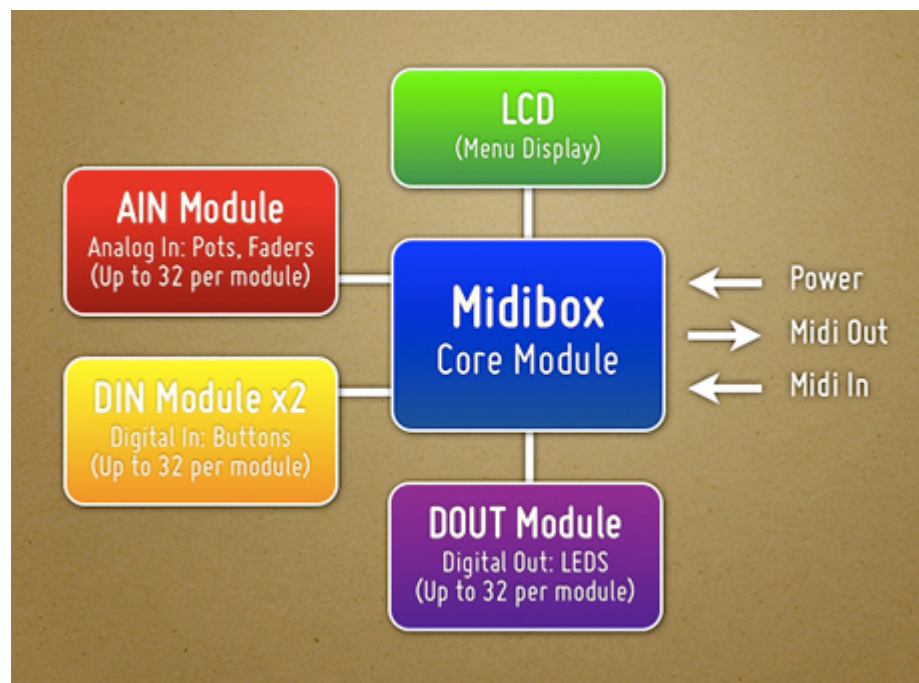 LCD
(Menu Display)
AIN Module
Analog In: Pots, Faders
(Up to 32 per module)
Midibox
Core Module
Power
Midi Out
Midi In
DIN Module x2
Digital In: Buttons
(Up to 32 per module)
DOUT Module
Digital Out: LEDS
(Up to 32 per module)